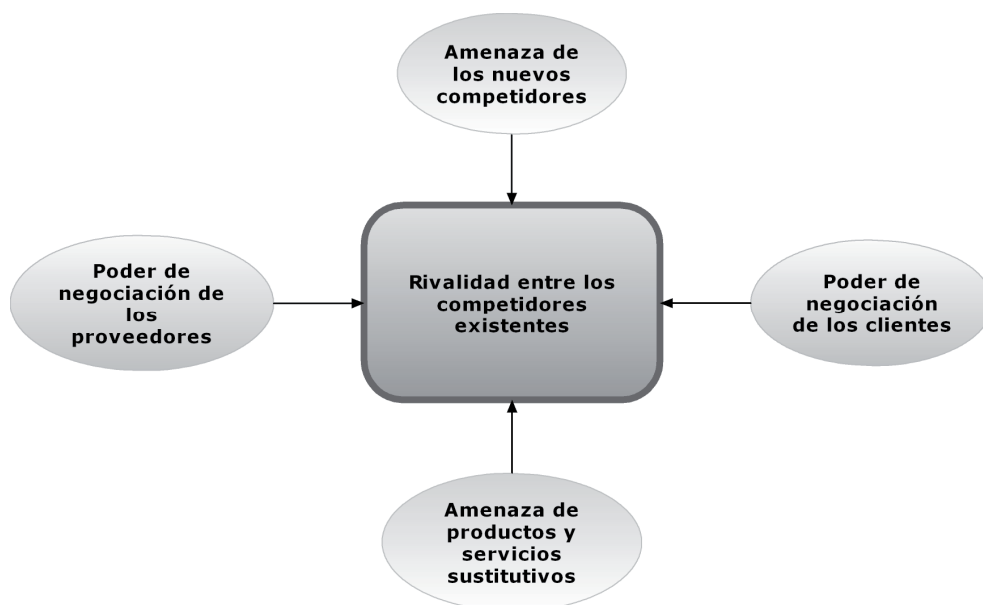 Amenaza de
los nuevos
competidores
Poder de
negociación de
los
proveedores
Rivalidad entre los
competidores
existentes
Poder de
negociación
de los clientes
Amenaza de
productos y
servicios
sustitutivos